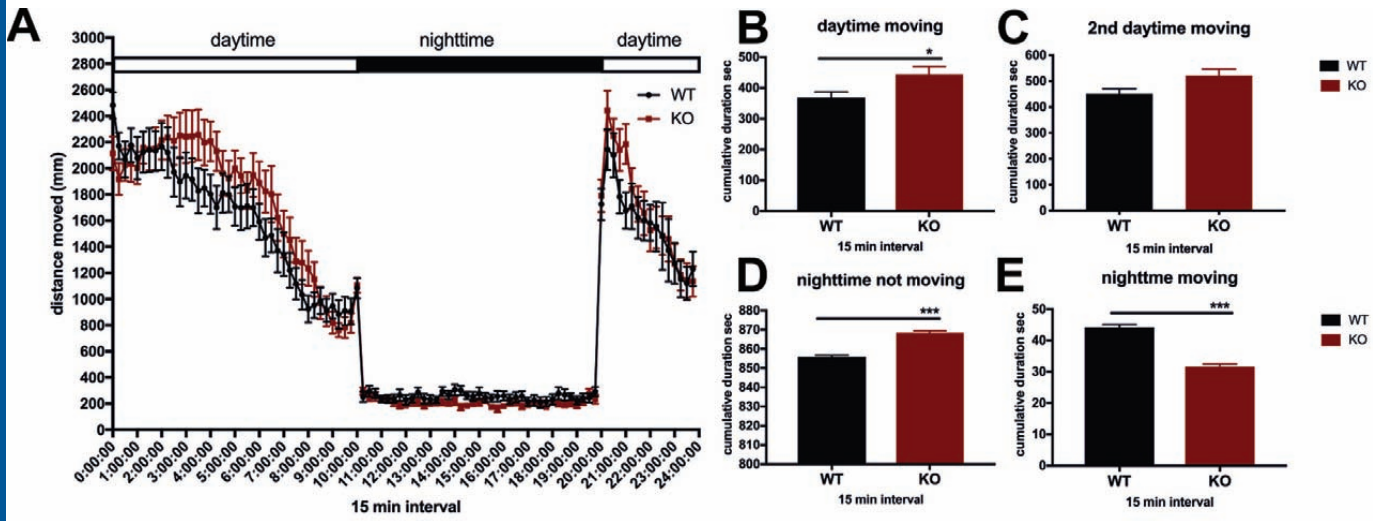 A
daytime
nighttime
daytime
WT
KO
distance moved (mm)
3000
2800
2600
2400
2200
2000
1800
1600
1400
1200
1000
800
600
400
200
0
0:00:00
1:00:00
2:00:00
3:00:00
4:00:00
5:00:00
6:00:00
7:00:00
8:00:00
9:00:00
10:00:00
11:00:00
12:00:00
13:00:00
14:00:00
15:00:00
16:00:00
17:00:00
18:00:00
19:00:00
20:00:00
21:00:00
22:00:00
23:00:00
24:00:00
15 min interval
B
daytime moving
*
cumulative duration sec
500
400
300
200
100
0
WT KO
15 min interval
C
2nd daytime moving
cumulative duration sec
600
500
400
300
200
100
0
WT KO
15 min interval
WT
KO
D
nighttime not moving
***
cumulative duration sec
880
870
860
850
840
830
820
810
800
WT KO
15 min interval
E
nighttme moving
***
cumulative duration sec
50
40
30
20
10
0
WT KO
15 min interval
WT
KO